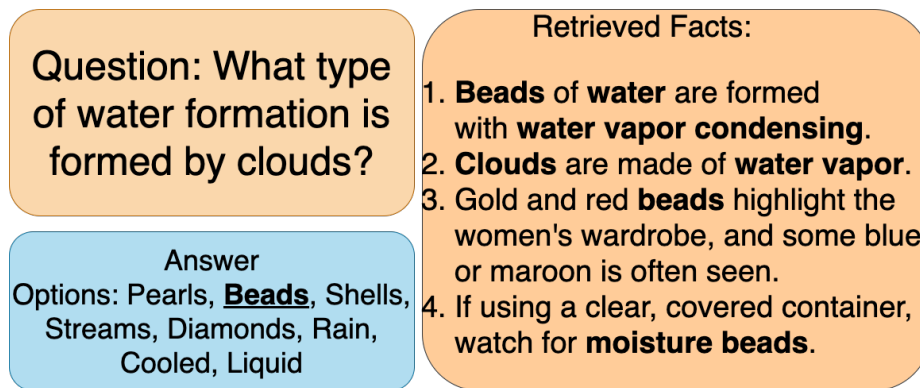 Question: What type
of water formation is
formed by clouds?
Answer
Options: Pearls, Beads, Shells,
Streams, Diamonds, Rain,
Cooled, Liquid
Retrieved Facts:
1. Beads of water are formed
with water vapor condensing.
2. Clouds are made of water vapor.
3. Gold and red beads highlight the
women's wardrobe, and some blue
or maroon is often seen.
4. If using a clear, covered container,
watch for moisture beads.